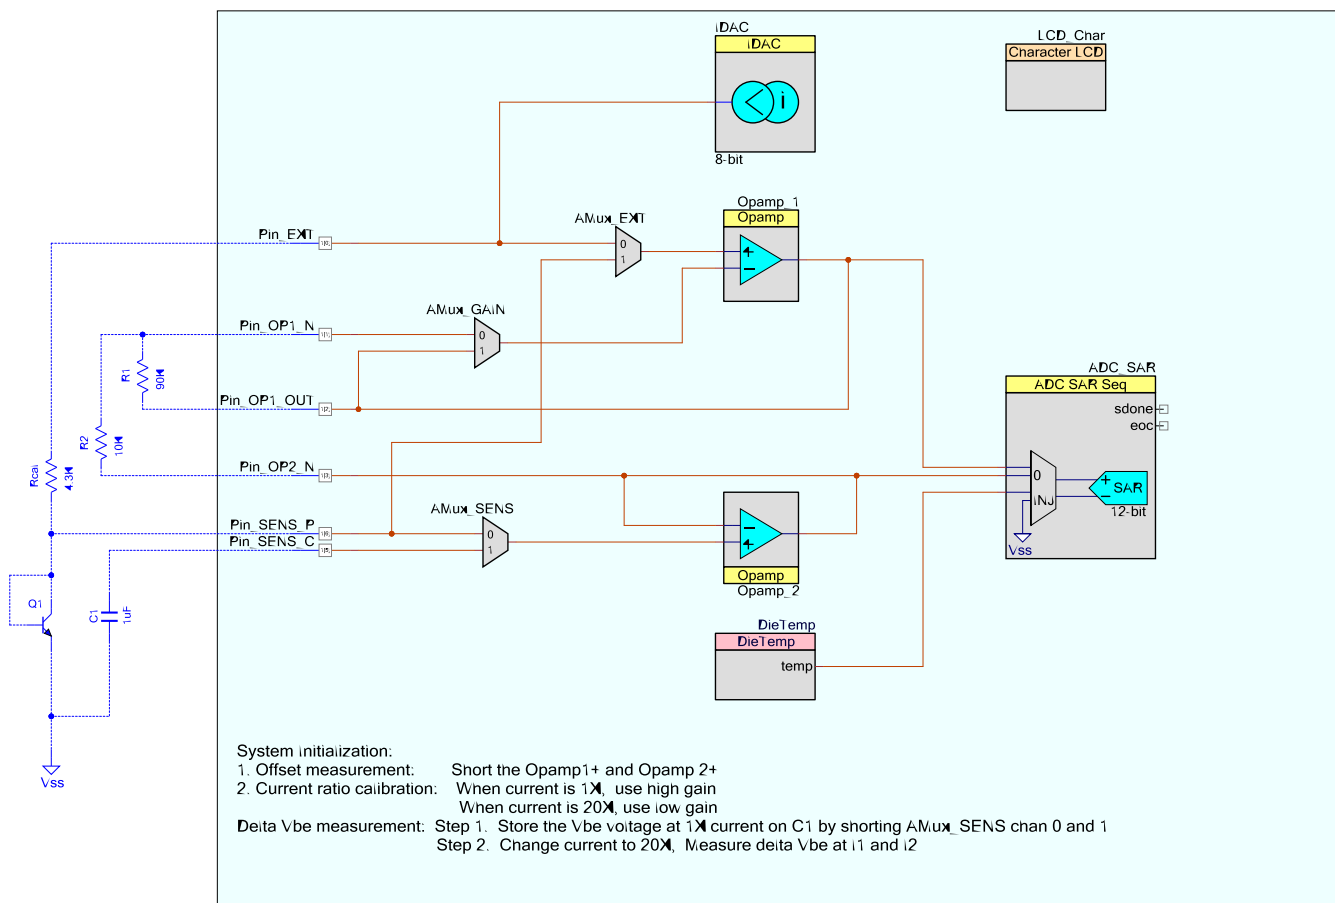 IDAC
IDAC
8-bit
LCD_Char
Character LCD
Opamp_1
Opamp
AMux_EXT
0
1
Pin_EXT
AMux_GAIN
0
1
Pin_OP1_N
R1
90K
Pin_OP1_OUT
R2
10K
Pin_OP2_N
Rcal
4.3K
ADC_SAR
ADC SAR Seq
sdone
eoc
0
INJ
SAR
12-bit
Vss
AMux_SENS
0
1
Pin_SENS_P
Pin_SENS_C
Opamp
Opamp_2
Q1
C1
1uF
DieTemp
DieTemp
temp
Vss
System Initialization:
1. Offset measurement: Short the Opamp1+ and Opamp 2+
2. Current ratio calibration: When current is 1X, use high gain
When current is 20X, use low gain
Delta Vbe measurement: Step 1. Store the Vbe voltage at 1X current on C1 by shorting AMux_SENS chan 0 and 1
Step 2. Change current to 20X, Measure delta Vbe at i1 and i2